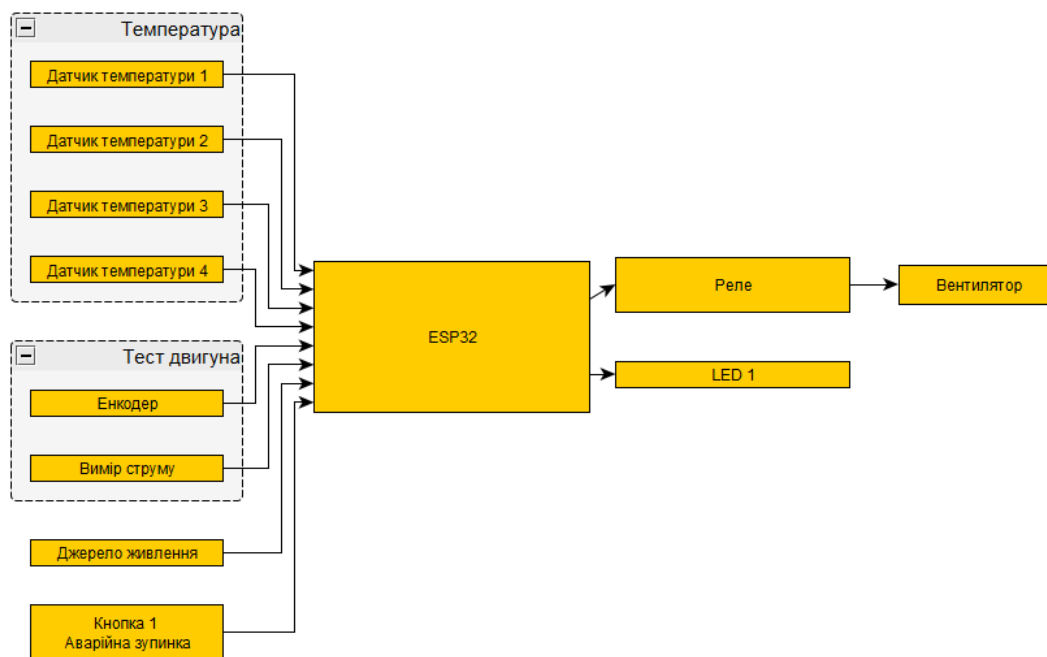 Температура
Датчик температури 1
Датчик температури 2
Датчик температури 3
Датчик температури 4
Тест двигуна
Енкодер
Вимір струму
Джерело живлення
Кнопка 1
Аварійна зупинка
ESP32
Реле
LED 1
Вентилятор